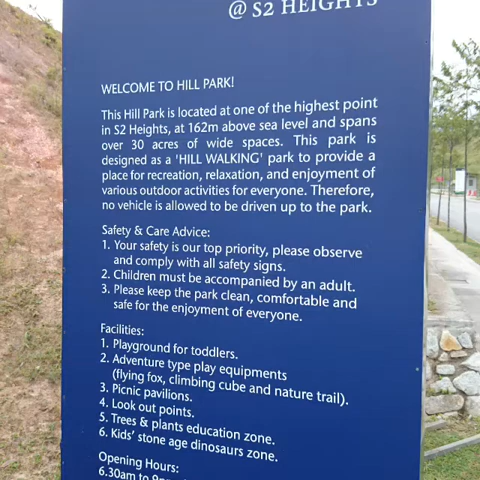 @ S2 HEIGHTS
WELCOME TO HILL PARK!
This Hill Park is located at one of the highest point
in S2 Heights, at 162m above sea level and spans
over 30 acres of wide spaces. This park is
designed as a 'HILL WALKING' park to provide a
place for recreation, relaxation, and enjoyment of
various outdoor activities for everyone. Therefore,
no vehicle is allowed to be driven up to the park.
Safety & Care Advice:
1. Your safety is our top priority, please observe
and comply with all safety signs.
2. Children must be accompanied by an adult.
3. Please keep the park clean, comfortable and
safe for the enjoyment of everyone.
Facilities:
1. Playground for toddlers.
2. Adventure type play equipments
(flying fox, climbing cube and nature trail).
3. Picnic pavilions.
4. Look out points.
5. Trees & plants education zone.
6. Kids' stone age dinosaurs zone.
Opening Hours:
6.30am to